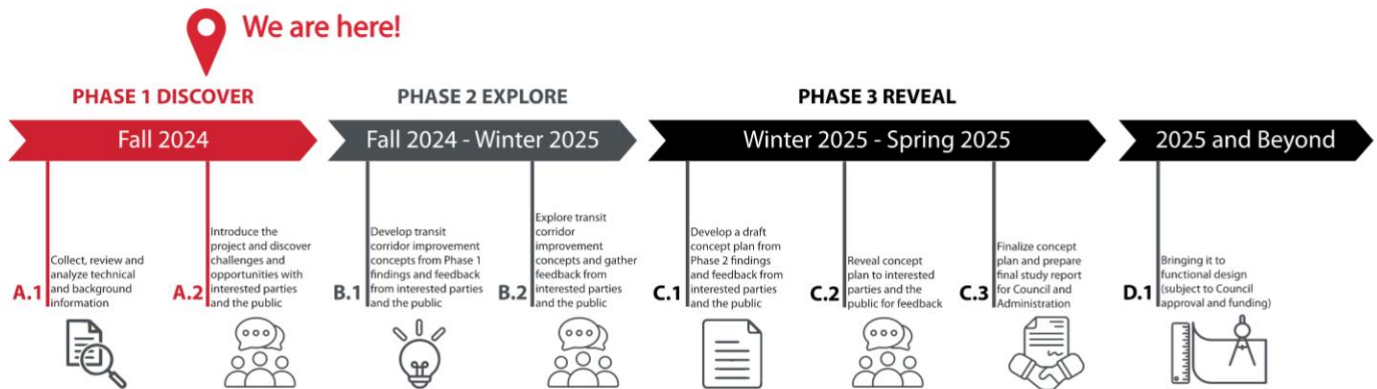 We are here!
PHASE 1 DISCOVER
PHASE 2 EXPLORE
PHASE 3 REVEAL
Fall 2024
Fall 2024 - Winter 2025
Winter 2025 - Spring 2025
2025 and Beyond
A.1
Collect, review and
analyze technical
and background
information
A.2
Introduce the
project and discover
challenges and
opportunities with
interested parties
and the public
B.1
Develop transit
corridor improvement
concepts from Phase 1
findings and feedback
from interested parties
and the public
B.2
Explore transit
corridor
improvement
concepts and gather
feedback from
interested parties
and the public
C.1
Develop a draft
concept plan from
Phase 2 findings
and feedback from
interested parties
and the public
C.2
Reveal concept
plan to interested
parties and the
public for feedback
C.3
Finalize concept
plan and prepare
final study report
for Council and
Administration
D.1
Bringing it to
functional design
(subject to Council
approval and funding)